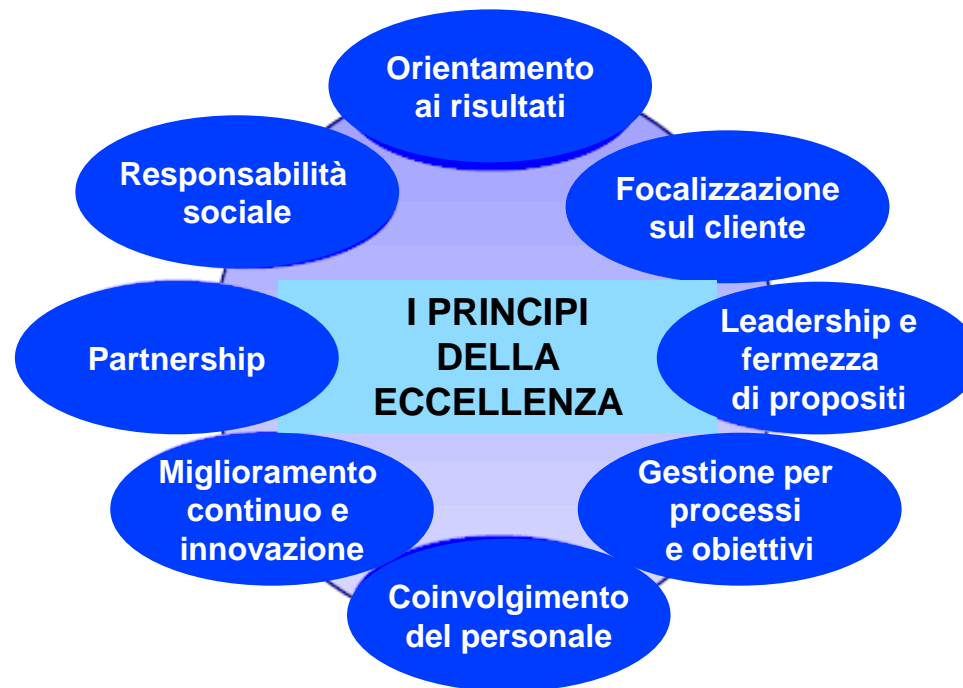 Orientamento
ai risultati
Responsabilità
sociale
Focalizzazione
sul cliente
I PRINCIPI
DELLA
ECCELLENZA
Leadership e
fermezza
di propositi
Partnership
Miglioramento
continuo e
innovazione
Gestione per
processi
e obiettivi
Coinvolgimento
del personale